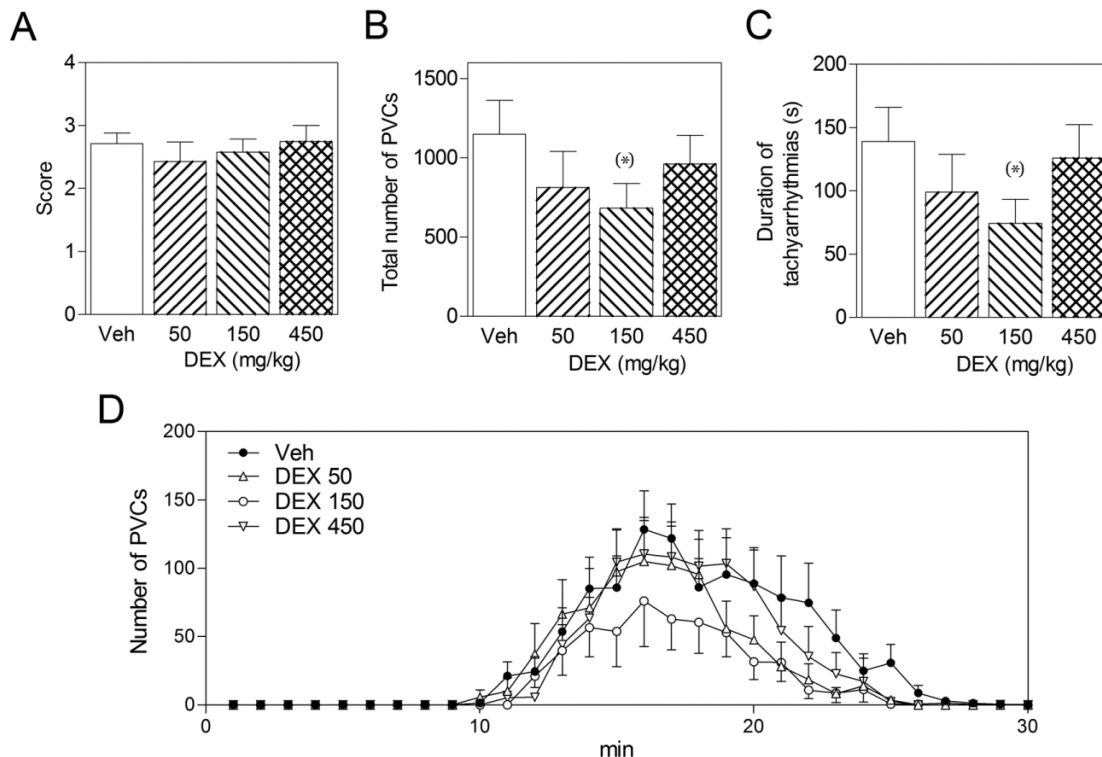 A
B
C
4
3
2
1
0
Score
Veh 50 150 450
DEX (mg/kg)
1500
1000
500
0
Total number of PVCs
(*)
Veh 50 150 450
DEX (mg/kg)
200
150
100
50
0
Duration of
tachyarrhythmias (s)
(*)
Veh 50 150 450
DEX (mg/kg)
D
200
150
100
50
0
Number of PVCs
Veh
DEX 50
DEX 150
DEX 450
0 10 20 30
min